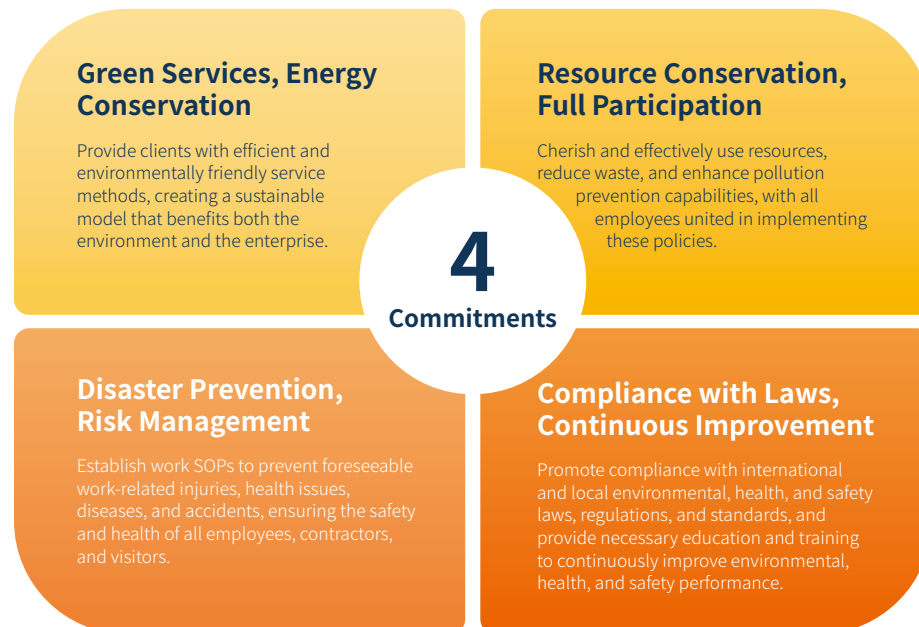 Green Services, Energy
Conservation
Provide clients with efficient and
environmentally friendly service
methods, creating a sustainable
model that benefits both the
environment and the enterprise.
Resource Conservation,
Full Participation
Cherish and effectively use resources,
reduce waste, and enhance pollution
prevention capabilities, with all
employees united in implementing
these policies.
4
Commitments
Disaster Prevention,
Risk Management
Establish work SOPs to prevent foreseeable
work-related injuries, health issues,
diseases, and accidents, ensuring the safety
and health of all employees, contractors,
and visitors.
Compliance with Laws,
Continuous Improvement
Promote compliance with international
and local environmental, health, and safety
laws, regulations, and standards, and
provide necessary education and training
to continuously improve environmental,
health, and safety performance.